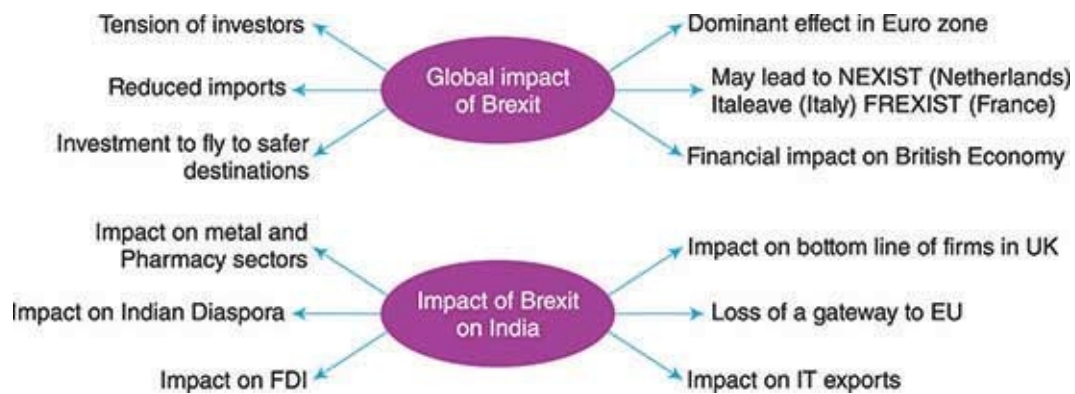 Tension of investors
Reduced imports
Investment to fly to safer
destinations
Global impact
of Brexit
Dominant effect in Euro zone
May lead to NEXIST (Netherlands)
Italeave (Italy) FREXIST (France)
Financial impact on British Economy
Impact on metal and
Pharmacy sectors
Impact on Indian Diaspora
Impact on FDI
Impact of Brexit
on India
Impact on bottom line of firms in UK
Loss of a gateway to EU
Impact on IT exports